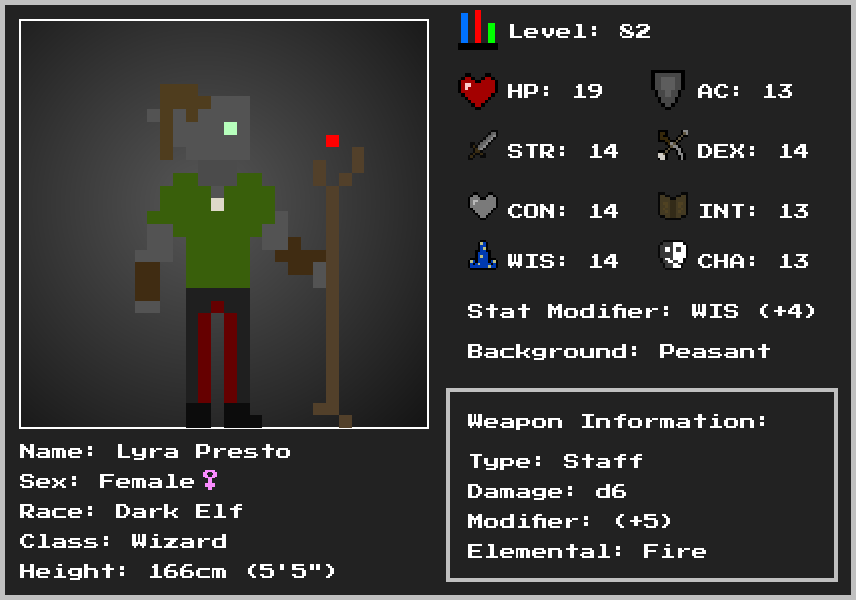 Level: 82
HP: 19
AC: 13
STR: 14
DEX: 14
CON: 14
INT: 13
WIS: 14
CHA: 13
Stat Modifier: WIS (+4)
Background: Peasant
Weapon Information:
Type: Staff
Damage: d6
Modifier: (+5)
Elemental: Fire
Name: Lyra Presto
Sex: Female♀
Race: Dark Elf
Class: Wizard
Height: 166cm (5'5")